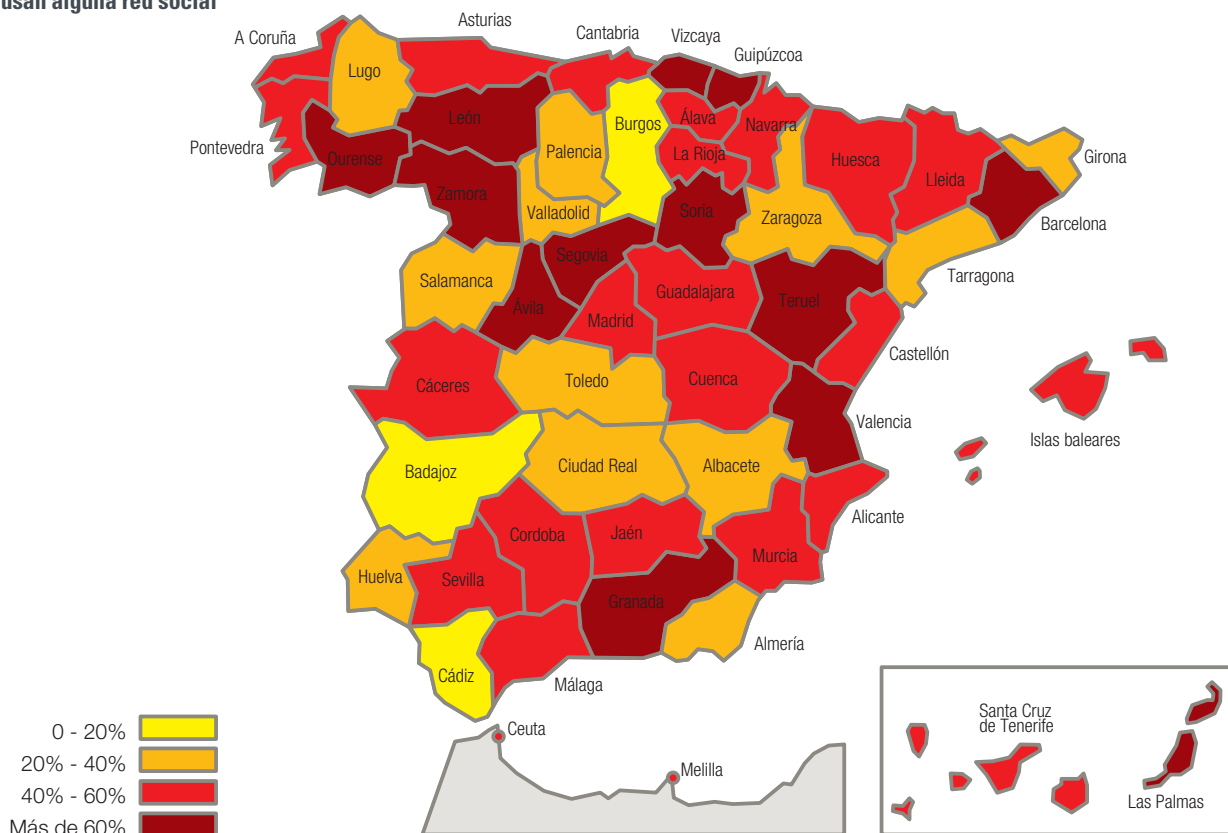 usan alguna red social
A Coruña
Lugo
Asturias
Cantabria
Vizcaya
Guipúzcoa
Pontevedra
Ourense
León
Zamora
Palencia
Valladolid
Burgos
Álava
La Rioja
Navarra
Soria
Zaragoza
Huesca
Lleida
Girona
Barcelona
Tarragona
Salamanca
Ávila
Segovia
Madrid
Guadalajara
Teruel
Castellón
Cáceres
Toledo
Cuenca
Valencia
Islas baleares
Badajoz
Ciudad Real
Albacete
Alicante
Huelva
Sevilla
Cordoba
Jaén
Murcia
Granada
Almería
Cádiz
Málaga
Ceuta
Melilla
Santa Cruz
de Tenerife
Las Palmas
0 - 20%
20% - 40%
40% - 60%
Más de 60%